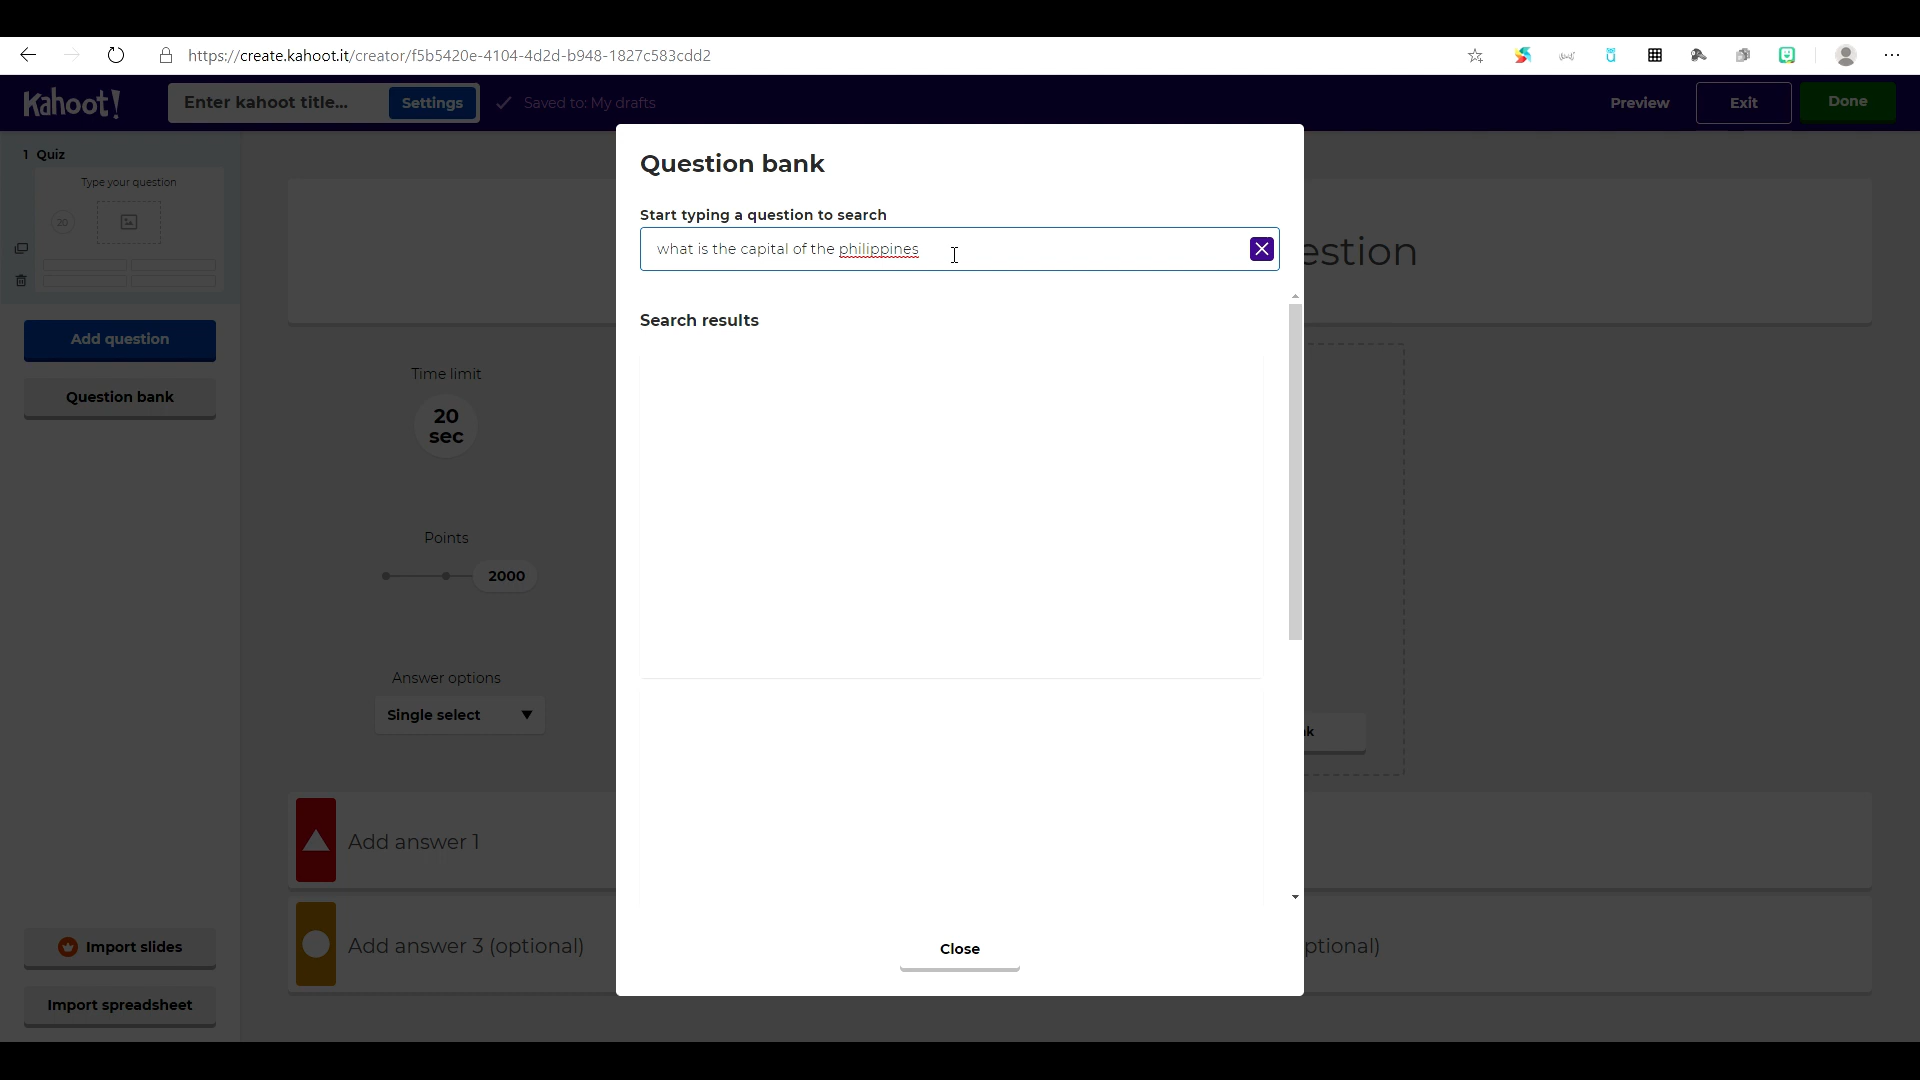 https://create.kahoot.it/creator/f5b5420e-4104-4d2d-b948-1827c583cdd2
Kahoot!
Enter kahoot title...
Settings
Saved to: My drafts
Preview
Exit
Done
1 Quiz
Type your question
20
Add question
Question bank
Import slides
Import spreadsheet
Time limit
20
sec
Points
2000
Answer options
Single select
Add answer 1
Add answer 3 (optional)
Question bank
Start typing a question to search
what is the capital of the philippines
Search results
Close